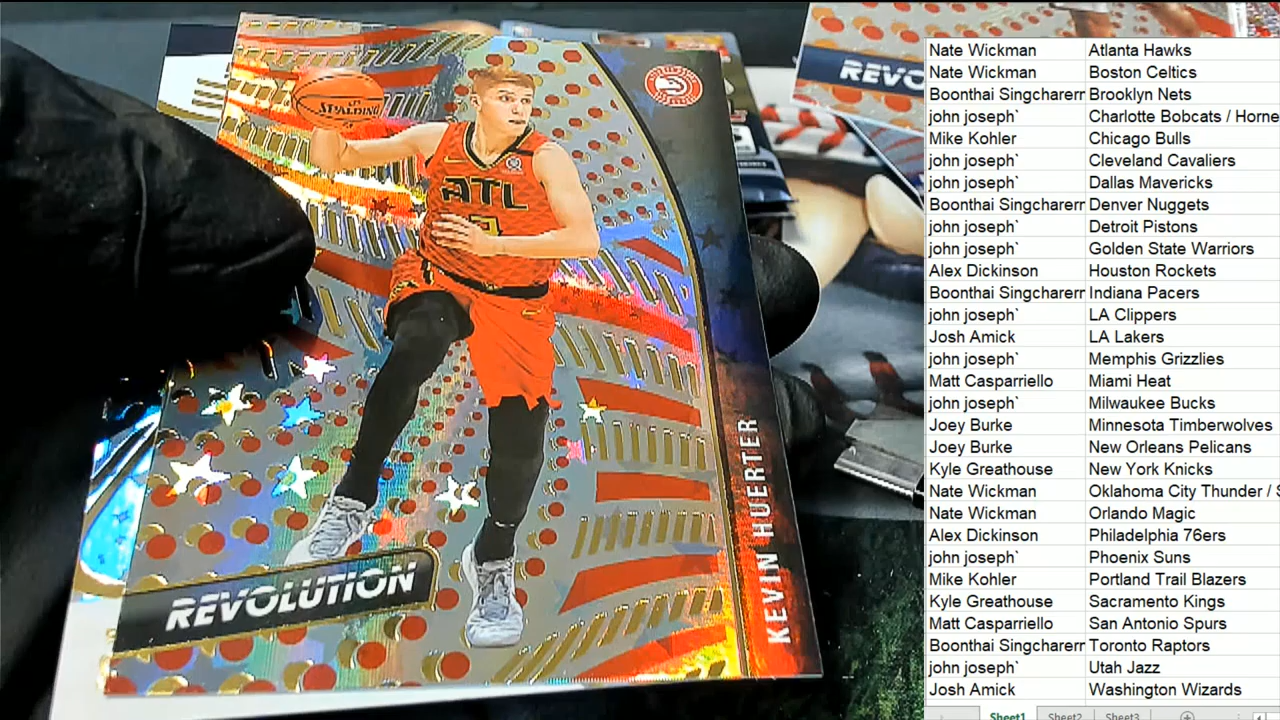 REVO
SPALDING
ATL
REVOLUTION
KEVIN HUERTER
Nate Wickman Atlanta Hawks
Nate Wickman Boston Celtics
Boonthai Singcharerr Brooklyn Nets
john joseph` Charlotte Bobcats / Horne
Mike Kohler Chicago Bulls
john joseph` Cleveland Cavaliers
john joseph` Dallas Mavericks
Boonthai Singcharerr Denver Nuggets
john joseph` Detroit Pistons
john joseph` Golden State Warriors
Alex Dickinson Houston Rockets
Boonthai Singcharerr Indiana Pacers
john joseph` LA Clippers
Josh Amick LA Lakers
john joseph` Memphis Grizzlies
Matt Casparriello Miami Heat
john joseph` Milwaukee Bucks
Joey Burke Minnesota Timberwolves
Joey Burke New Orleans Pelicans
Kyle Greathouse New York Knicks
Nate Wickman Oklahoma City Thunder / S
Nate Wickman Orlando Magic
Alex Dickinson Philadelphia 76ers
john joseph` Phoenix Suns
Mike Kohler Portland Trail Blazers
Kyle Greathouse Sacramento Kings
Matt Casparriello San Antonio Spurs
Boonthai Singcharerr Toronto Raptors
john joseph` Utah Jazz
Josh Amick Washington Wizards
Sheet1 Sheet2 Sheet3